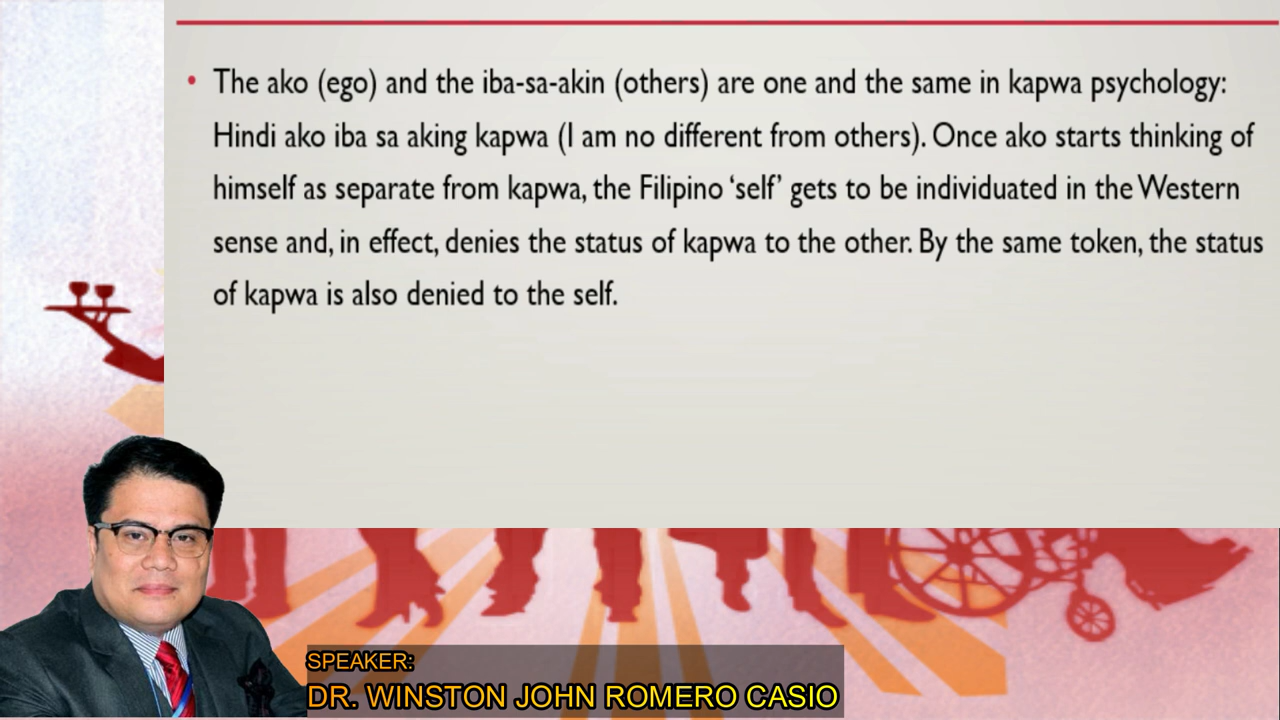 • The ako (ego) and the iba-sa-akin (others) are one and the same in kapwa psychology:
Hindi ako iba sa aking kapwa (I am no different from others). Once ako starts thinking of
himself as separate from kapwa, the Filipino ‘self’ gets to be individuated in the Western
sense and, in effect, denies the status of kapwa to the other. By the same token, the status
of kapwa is also denied to the self.
SPEAKER:
DR. WINSTON JOHN ROMERO CASIO